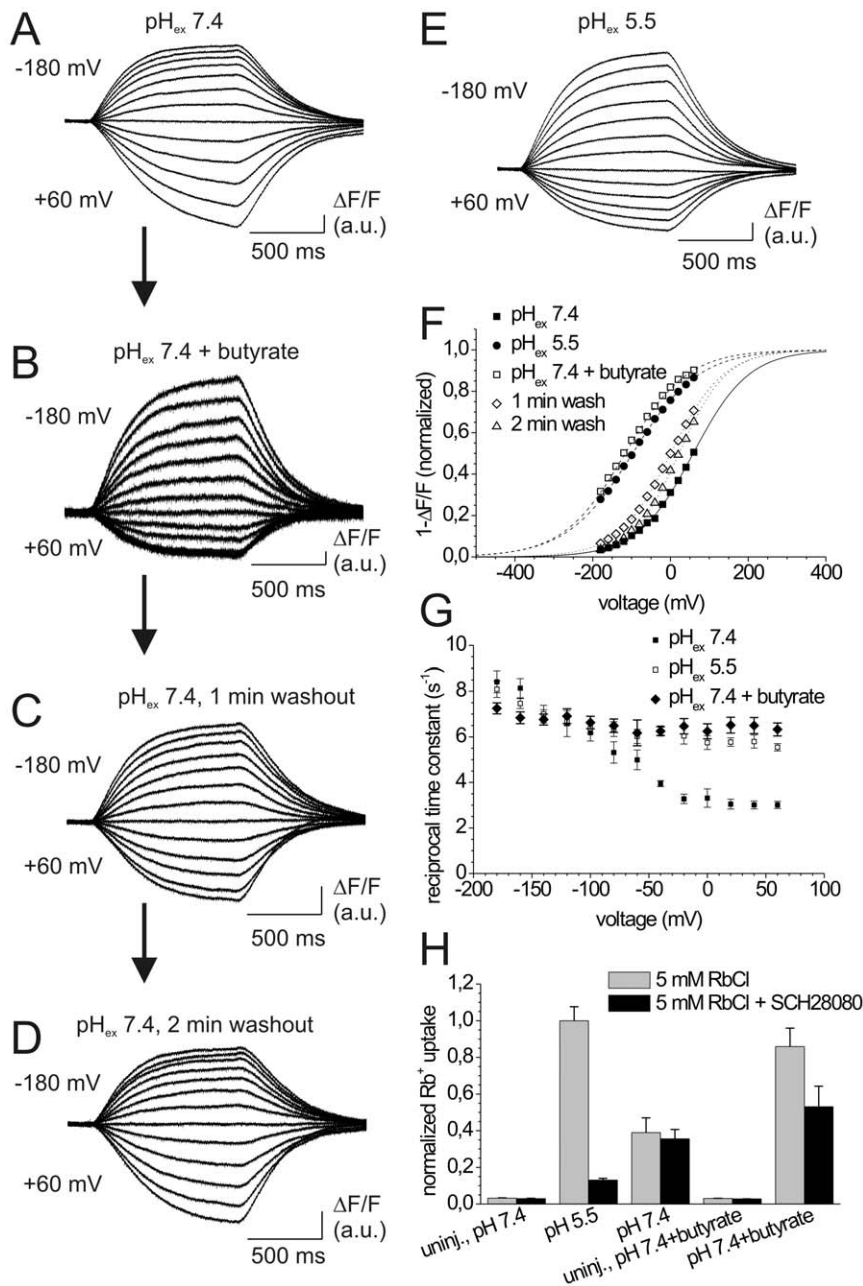 A
pHex 7.4
-180 mV
+60 mV
ΔF/F
(a.u.)
500 ms
B
pHex 7.4 + butyrate
-180 mV
+60 mV
ΔF/F
(a.u.)
500 ms
C
pHex 7.4, 1 min washout
-180 mV
+60 mV
ΔF/F
(a.u.)
500 ms
D
pHex 7.4, 2 min washout
-180 mV
+60 mV
ΔF/F
(a.u.)
500 ms
E
pHex 5.5
-180 mV
+60 mV
ΔF/F
(a.u.)
500 ms
F
pHex 7.4
pHex 5.5
pHex 7.4 + butyrate
1 min wash
2 min wash
1-ΔF/F (normalized)
1,0
0,8
0,6
0,4
0,2
0,0
-400 -200 0 200 400
voltage (mV)
G
pHex 7.4
pHex 5.5
pHex 7.4 + butyrate
reciprocal time constant (s-1)
10
8
6
4
2
0
-200 -150 -100 -50 0 50 100
voltage (mV)
H
5 mM RbCl
5 mM RbCl + SCH28080
normalized Rb+ uptake
1,2
1,0
0,8
0,6
0,4
0,2
0,0
uninj., pH 7.4
pH 5.5
pH 7.4
uninj., pH 7.4+butyrate
pH 7.4+butyrate